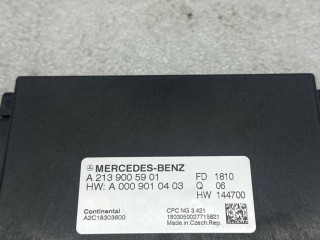 MERCEDES-BENZ
A 213 900 59 01 FD 1810
HW: A 000 901 04 03 Q 06
HW 144700
Continental CPC NG 3.421
A2C18303600 1803050027715821
Made in Czech.Rep.